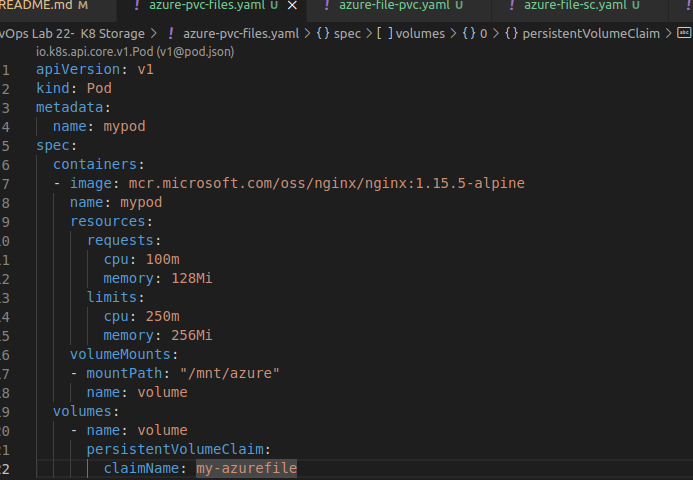 README.md M
! azure-pvc-files.yaml U ×
! azure-file-pvc.yaml U
! azure-file-sc.yaml U
vOps Lab 22- K8 Storage > ! azure-pvc-files.yaml > {} spec > [ ] volumes > {} 0 > {} persistentVolumeClaim > abc
io.k8s.api.core.v1.Pod (v1@pod.json)
1 apiVersion: v1
2 kind: Pod
3 metadata:
4   name: mypod
5 spec:
6   containers:
7   - image: mcr.microsoft.com/oss/nginx/nginx:1.15.5-alpine
8     name: mypod
9     resources:
0       requests:
1         cpu: 100m
2         memory: 128Mi
3       limits:
4         cpu: 250m
5         memory: 256Mi
6     volumeMounts:
7     - mountPath: "/mnt/azure"
8       name: volume
9   volumes:
20     - name: volume
21       persistentVolumeClaim:
22         claimName: my-azurefile